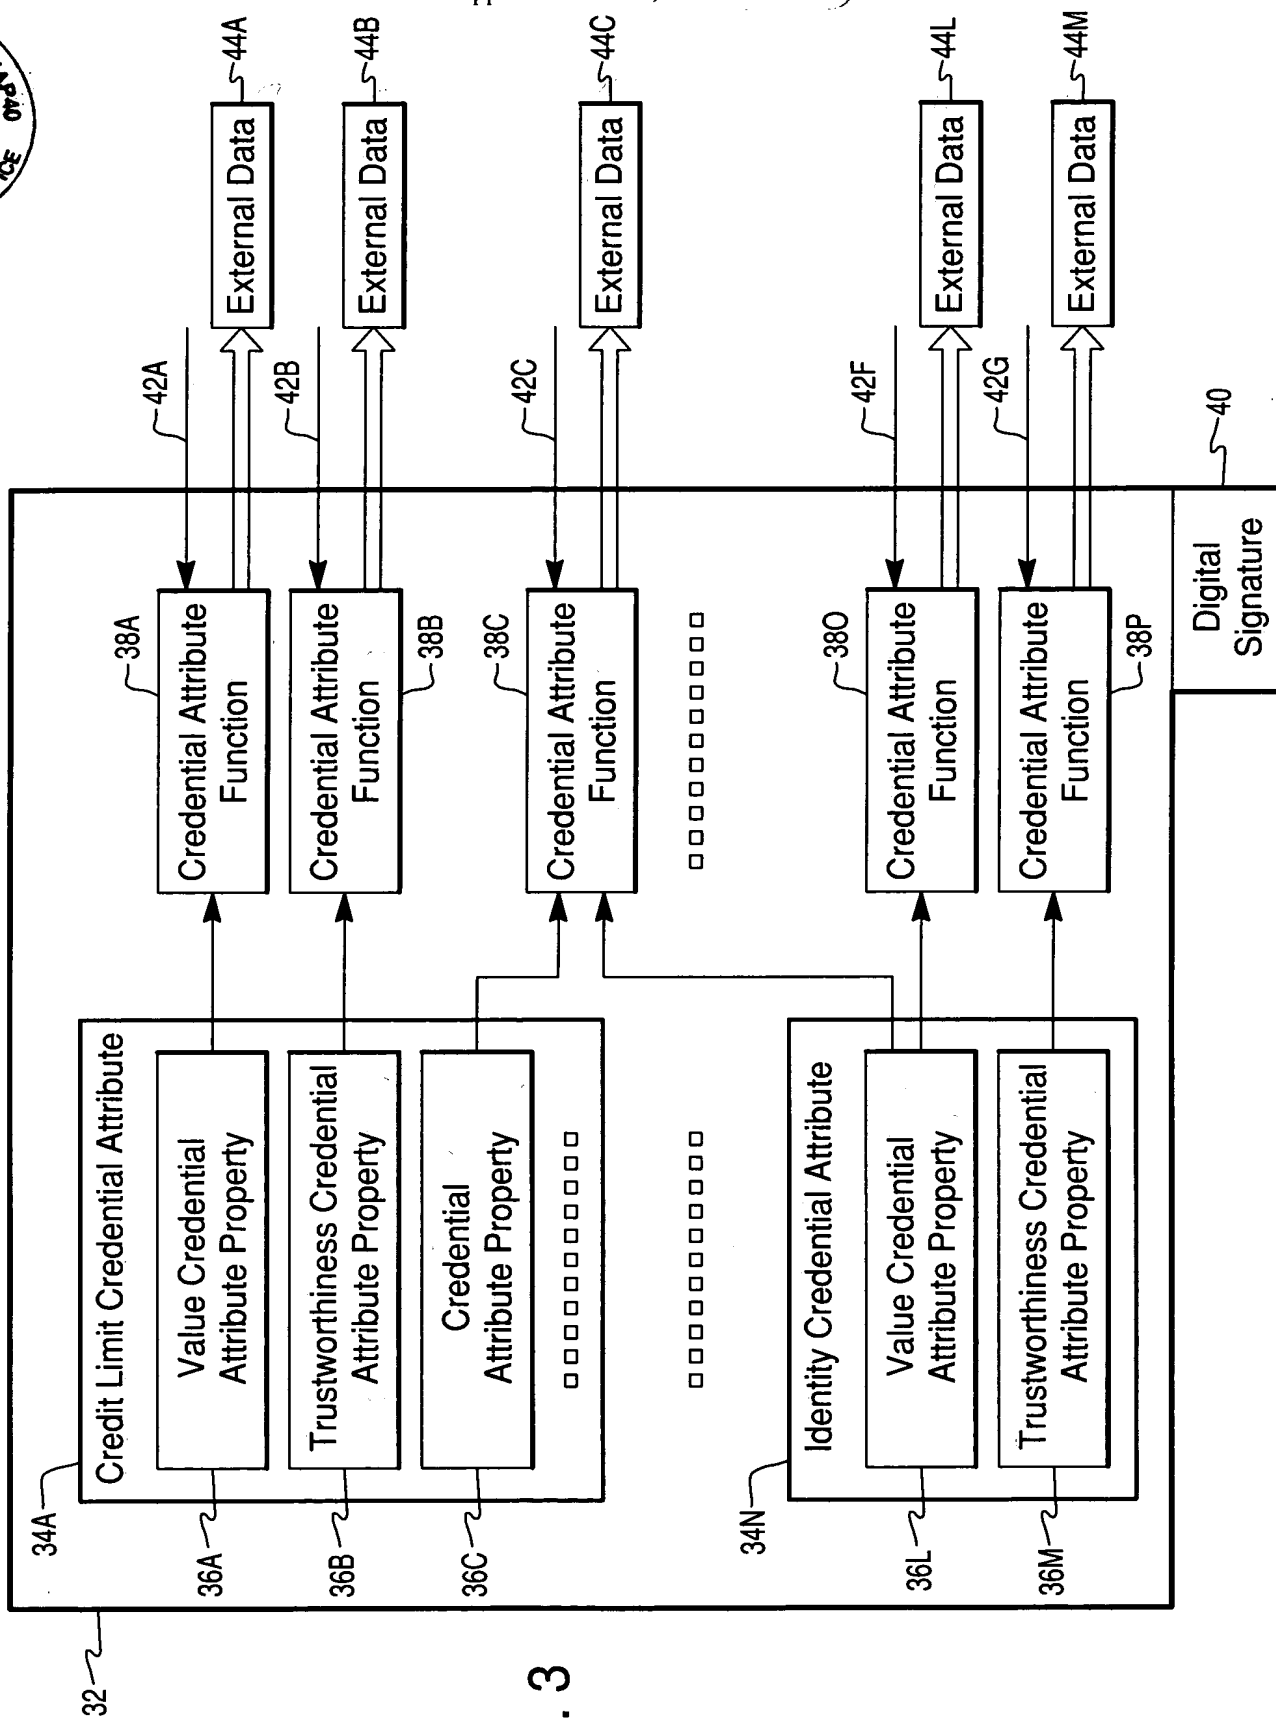 32
34A
Credit Limit Credential Attribute
36A
Value Credential
Attribute Property
36B
Trustworthiness Credential
Attribute Property
36C
Credential
Attribute Property
34N
Identity Credential Attribute
36L
Value Credential
Attribute Property
36M
Trustworthiness Credential
Attribute Property
38A
Credential Attribute
Function
38B
Credential Attribute
Function
38C
Credential Attribute
Function
38O
Credential Attribute
Function
38P
Credential Attribute
Function
42A
42B
42C
42F
42G
External Data
44A
External Data
44B
External Data
44C
External Data
44L
External Data
44M
Digital
Signature
40
. 3